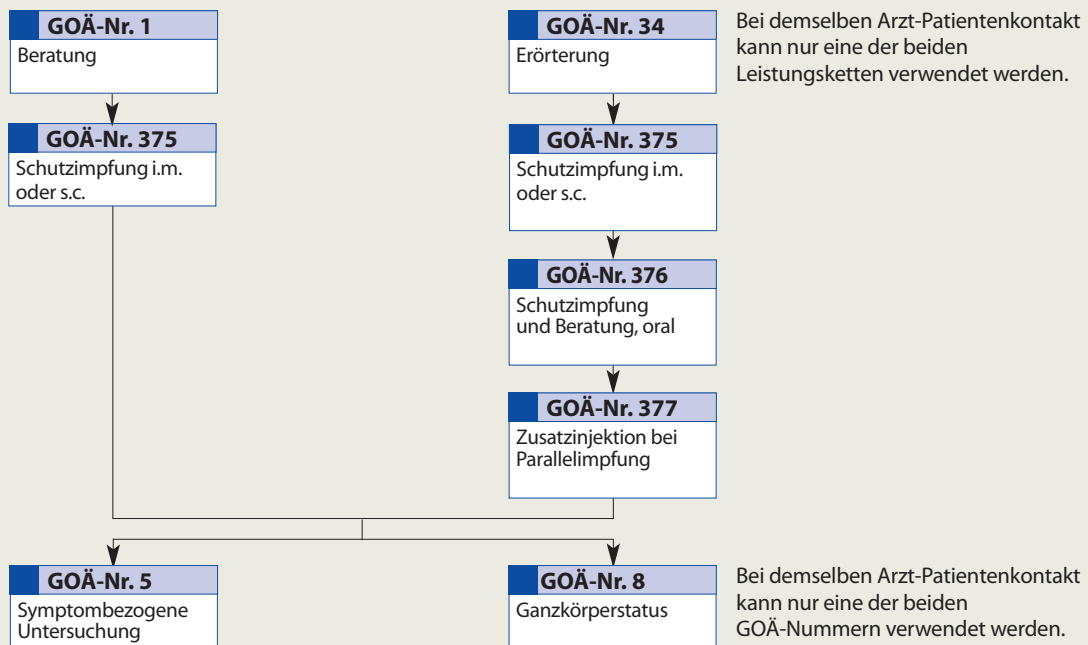 GOÄ-Nr. 1
Beratung
GOÄ-Nr. 34
Erörterung
Bei demselben Arzt-Patientenkontakt
kann nur eine der beiden
Leistungsketten verwendet werden.
GOÄ-Nr. 375
Schutzimpfung i.m.
oder s.c.
GOÄ-Nr. 375
Schutzimpfung i.m.
oder s.c.
GOÄ-Nr. 376
Schutzimpfung
und Beratung, oral
GOÄ-Nr. 377
Zusatzinjektion bei
Parallelimpfung
GOÄ-Nr. 5
Symptombezogene
Untersuchung
GOÄ-Nr. 8
Ganzkörperstatus
Bei demselben Arzt-Patientenkontakt
kann nur eine der beiden
GOÄ-Nummern verwendet werden.